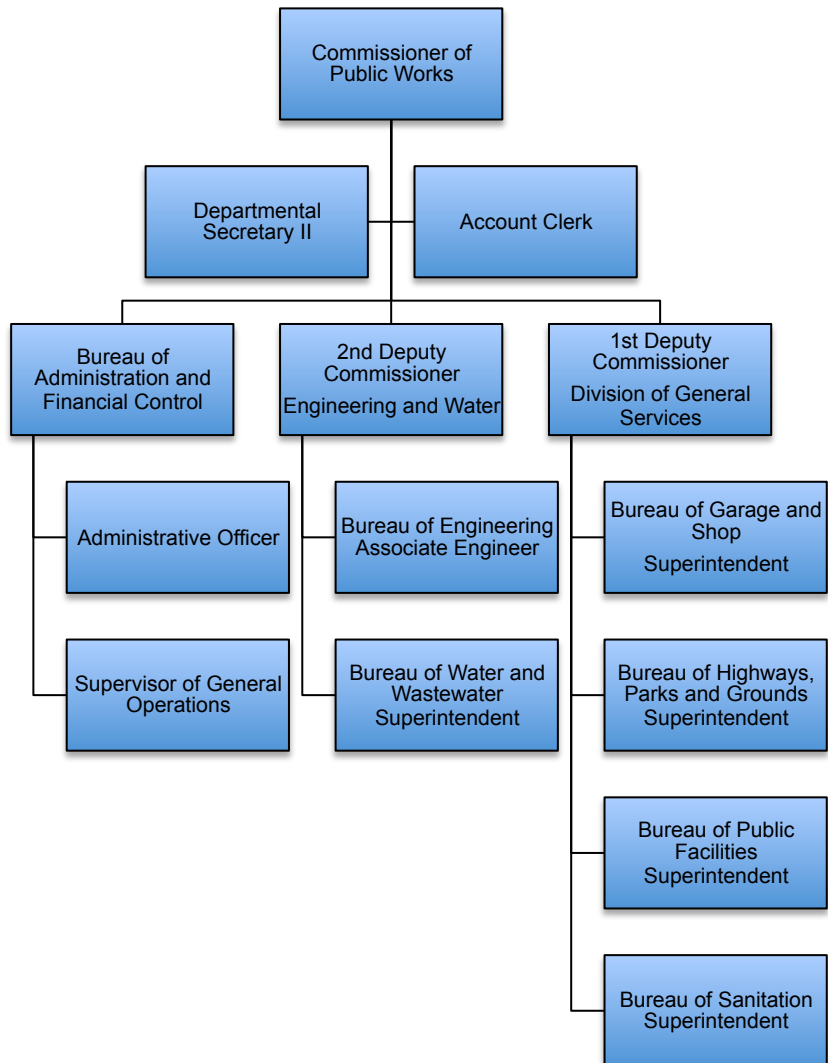 Commissioner of
Public Works
Departmental
Secretary II
Account Clerk
Bureau of
Administration and
Financial Control
2nd Deputy
Commissioner
Engineering and Water
1st Deputy
Commissioner
Division of General
Services
Administrative Officer
Bureau of Engineering
Associate Engineer
Bureau of Garage and
Shop
Superintendent
Supervisor of General
Operations
Bureau of Water and
Wastewater
Superintendent
Bureau of Highways,
Parks and Grounds
Superintendent
Bureau of Public
Facilities
Superintendent
Bureau of Sanitation
Superintendent